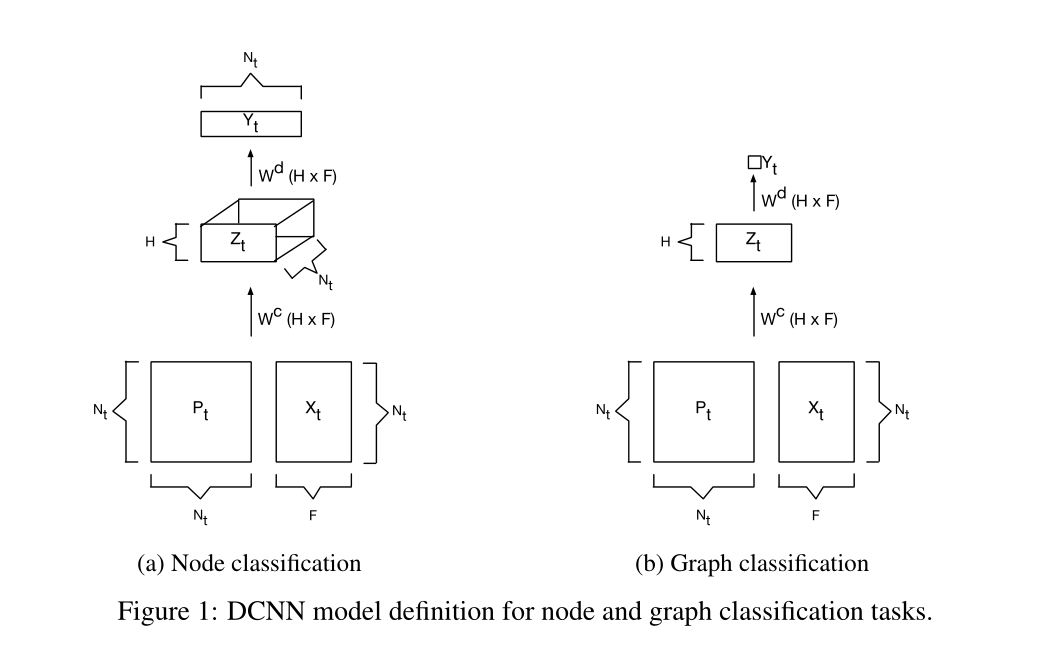 N_t
Y_t
W^d (H x F)
H
Z_t
N_t
W^c (H x F)
N_t
P_t
X_t
N_t
N_t
F
(a) Node classification
Y_t
W^d (H x F)
H
Z_t
W^c (H x F)
N_t
P_t
X_t
N_t
N_t
F
(b) Graph classification
Figure 1: DCNN model definition for node and graph classification tasks.